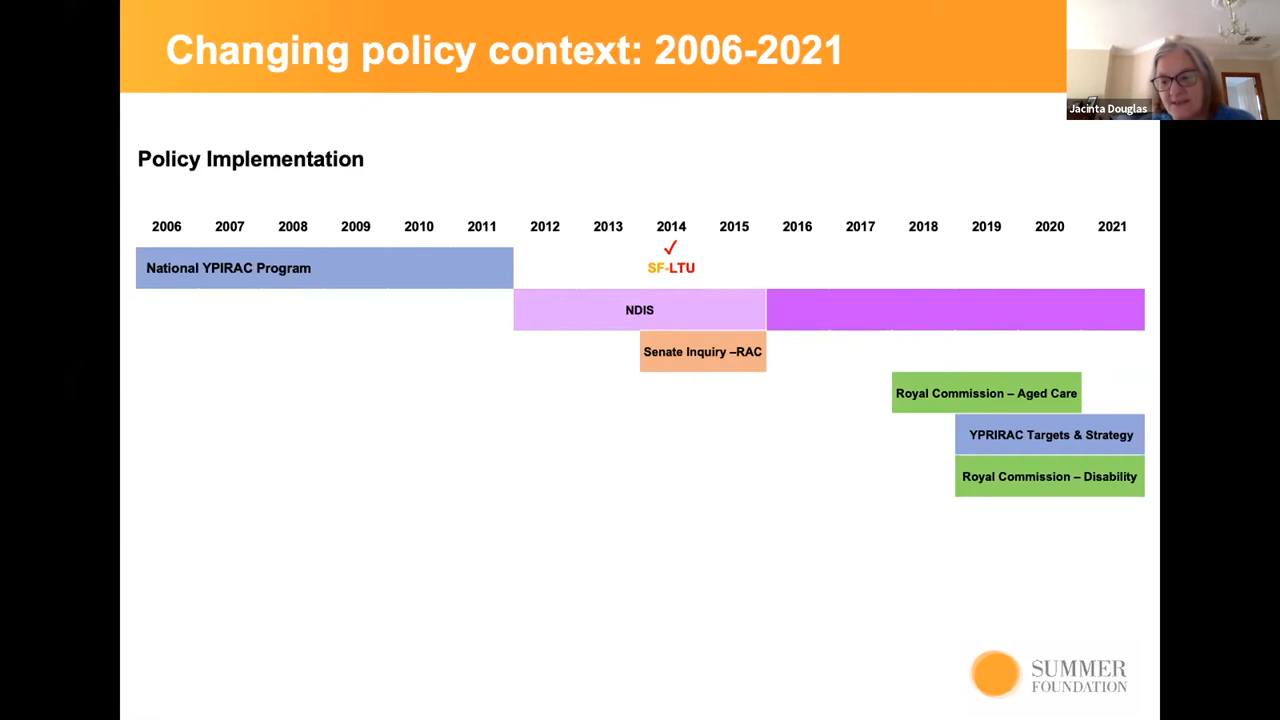 Changing policy context: 2006-2021
Jacinta Douglas
Policy Implementation
2006 2007 2008 2009 2010 2011 2012 2013 2014 2015 2016 2017 2018 2019 2020 2021
National YPIRAC Program
SF-LTU
NDIS
Senate Inquiry –RAC
Royal Commission – Aged Care
YPRIRAC Targets & Strategy
Royal Commission – Disability
SUMMER
FOUNDATION